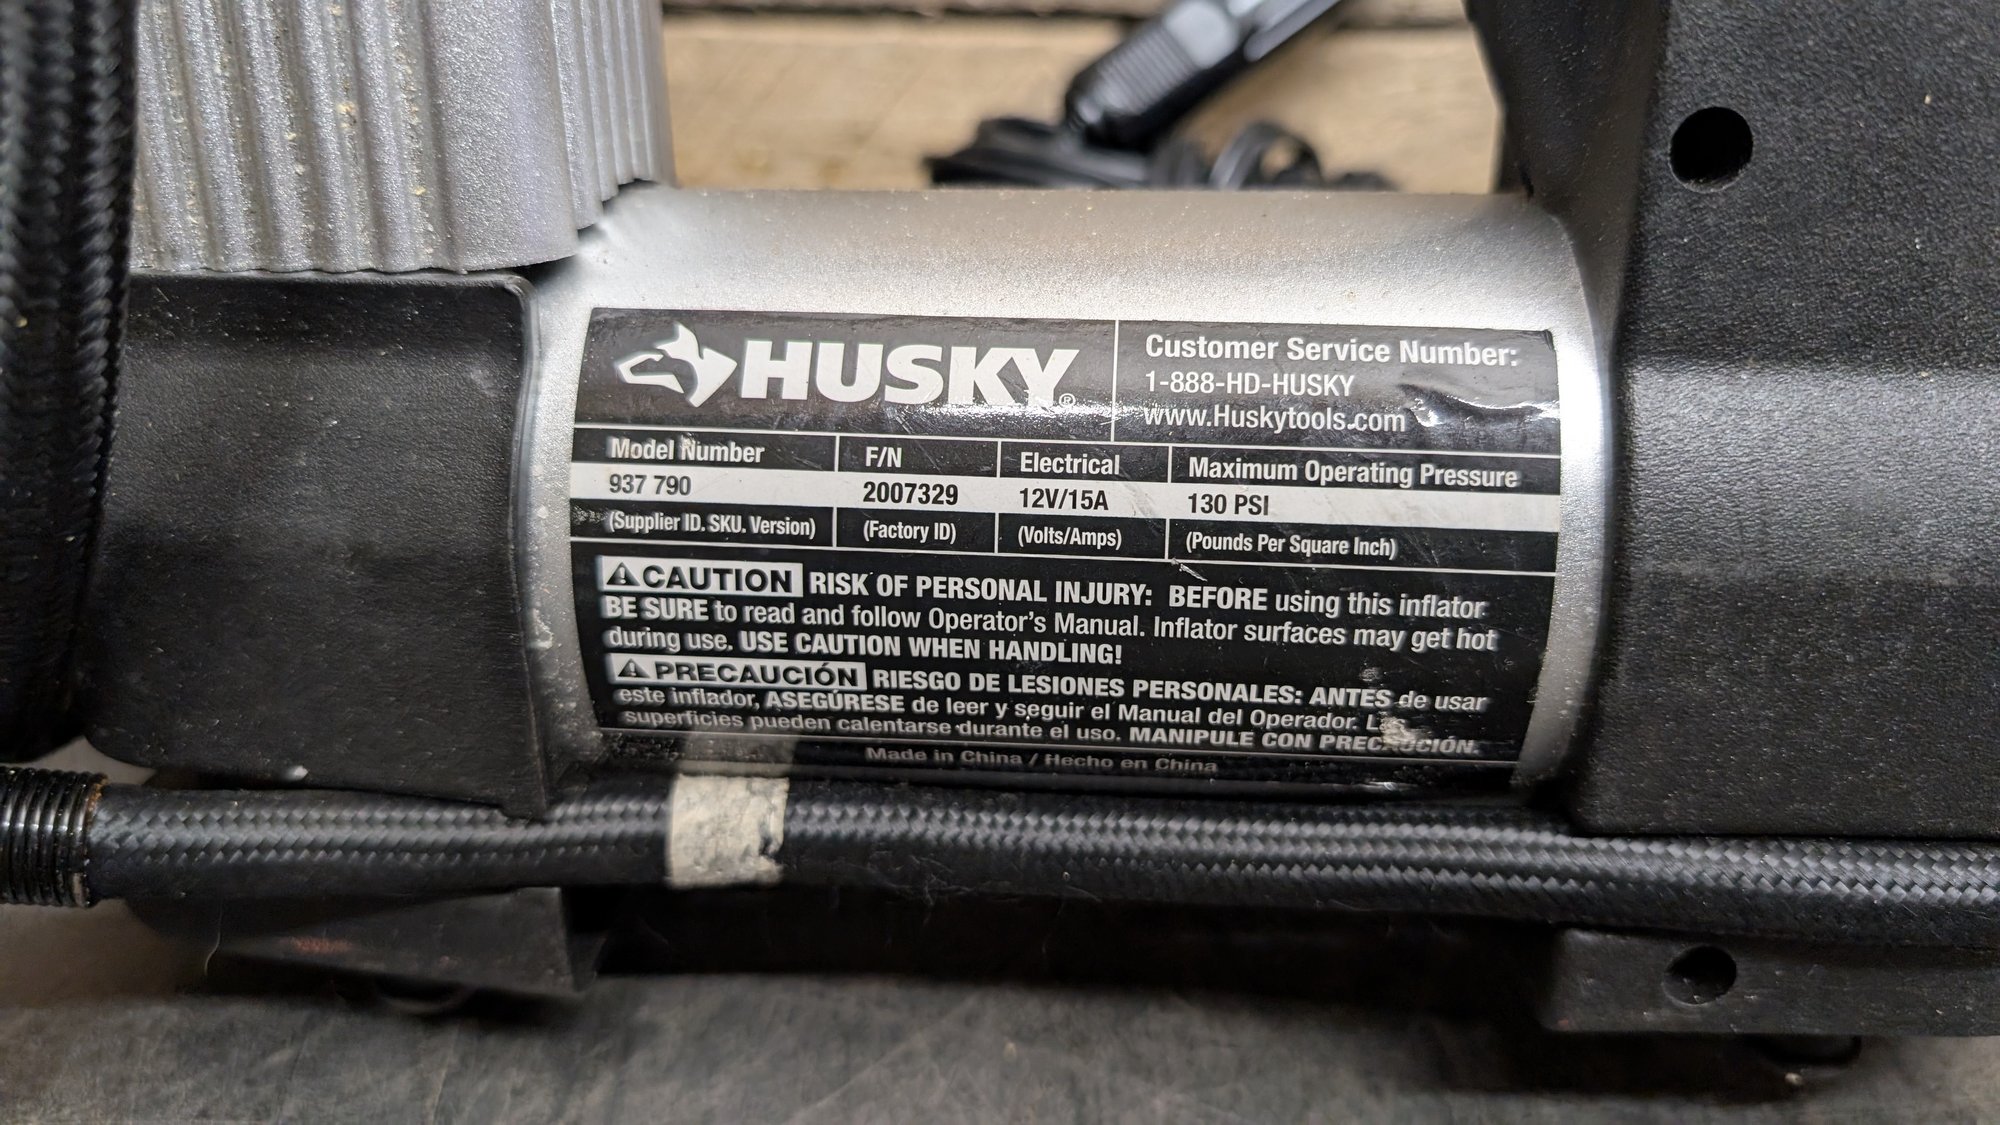 HUSKY®
Customer Service Number:
1-888-HD-HUSKY
www.Huskytools.com
Model Number F/N Electrical Maximum Operating Pressure
937 790 2007329 12V/15A 130 PSI
(Supplier ID. SKU. Version) (Factory ID) (Volts/Amps) (Pounds Per Square Inch)
⚠CAUTION RISK OF PERSONAL INJURY: BEFORE using this inflator
BE SURE to read and follow Operator's Manual. Inflator surfaces may get hot
during use. USE CAUTION WHEN HANDLING!
⚠PRECAUCIÓN RIESGO DE LESIONES PERSONALES: ANTES de usar
este inflador, ASEGÚRESE de leer y seguir el Manual del Operador. Las
superficies pueden calentarse durante el uso. MANIPULE CON PRECAUCIÓN.
Made in China / Hecho en China